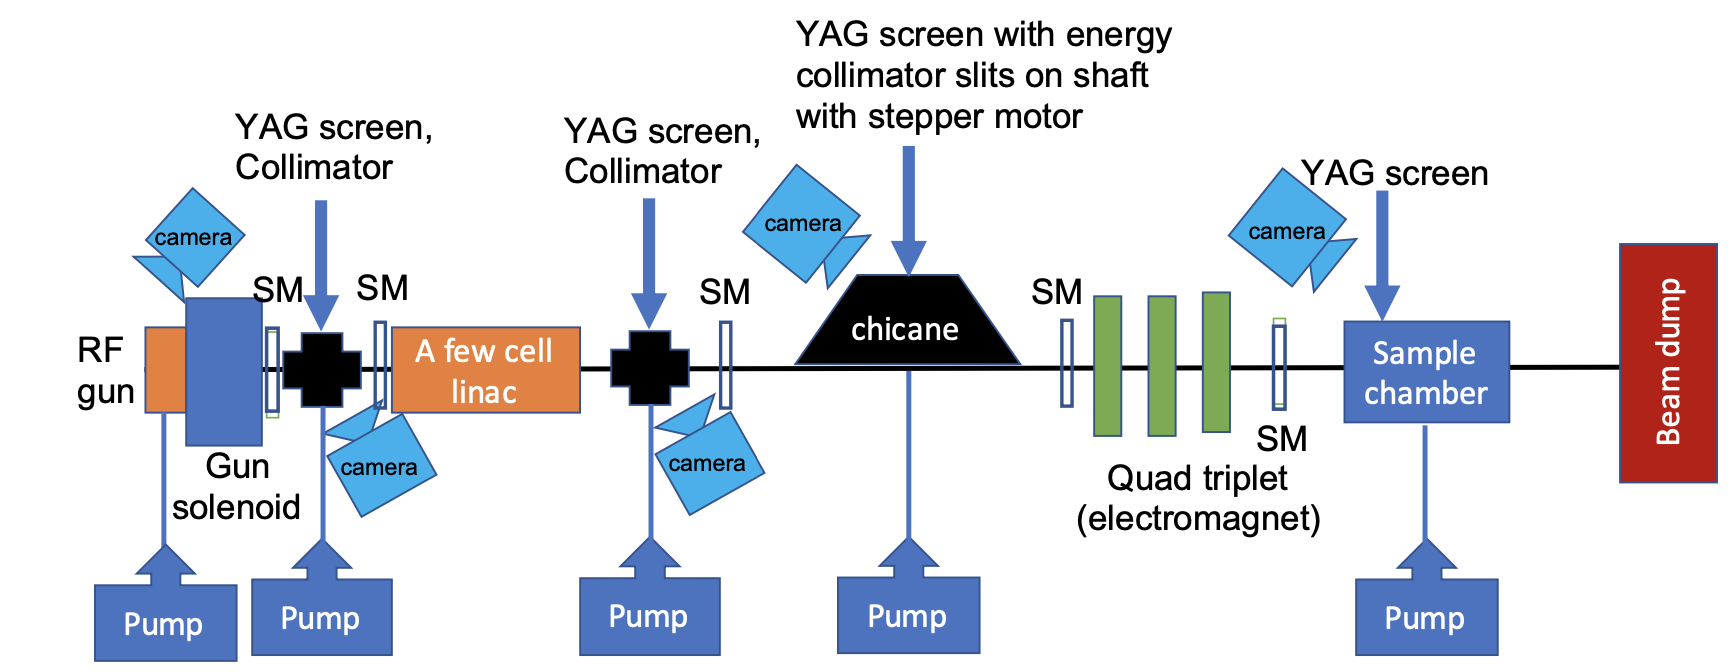 YAG screen with energy
collimator slits on shaft
with stepper motor
YAG screen,
Collimator
YAG screen,
Collimator
YAG screen
camera
camera
camera
SM
SM
SM
SM
RF
gun
A few cell
linac
chicane
Sample
chamber
Beam dump
SM
camera
camera
Gun
solenoid
Quad triplet
(electromagnet)
Pump
Pump
Pump
Pump
Pump